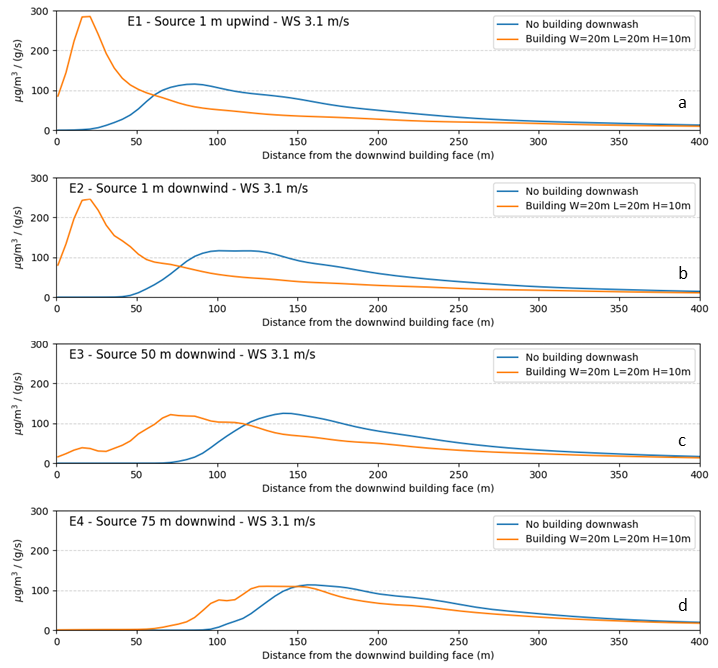 E1 - Source 1 m upwind - WS 3.1 m/s
No building downwash
Building W=20m L=20m H=10m
a
μg/m³ / (g/s)
300
200
100
0
0 50 100 150 200 250 300 350 400
Distance from the downwind building face (m)
E2 - Source 1 m downwind - WS 3.1 m/s
No building downwash
Building W=20m L=20m H=10m
b
μg/m³ / (g/s)
300
200
100
0
0 50 100 150 200 250 300 350 400
Distance from the downwind building face (m)
E3 - Source 50 m downwind - WS 3.1 m/s
No building downwash
Building W=20m L=20m H=10m
c
μg/m³ / (g/s)
300
200
100
0
0 50 100 150 200 250 300 350 400
Distance from the downwind building face (m)
E4 - Source 75 m downwind - WS 3.1 m/s
No building downwash
Building W=20m L=20m H=10m
d
μg/m³ / (g/s)
300
200
100
0
0 50 100 150 200 250 300 350 400
Distance from the downwind building face (m)